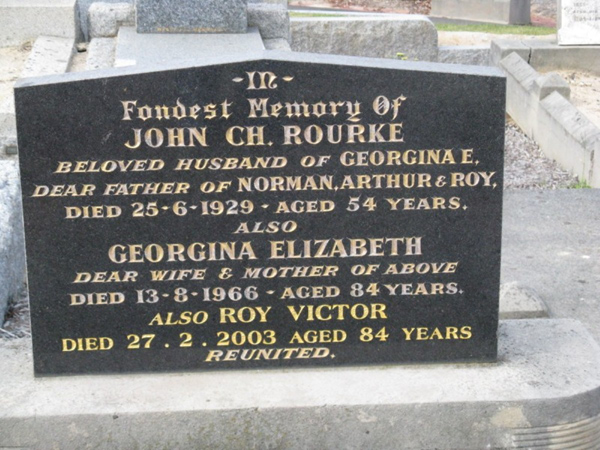 -In-
Fondest Memory Of
JOHN CH. ROURKE
BELOVED HUSBAND OF GEORGINA E.
DEAR FATHER OF NORMAN, ARTHUR & ROY,
DIED 25-6-1929 - AGED 54 YEARS.
ALSO
GEORGINA ELIZABETH
DEAR WIFE & MOTHER OF ABOVE
DIED 13-8-1966 - AGED 84 YEARS.
ALSO ROY VICTOR
DIED 27.2.2003 AGED 84 YEARS
REUNITED.